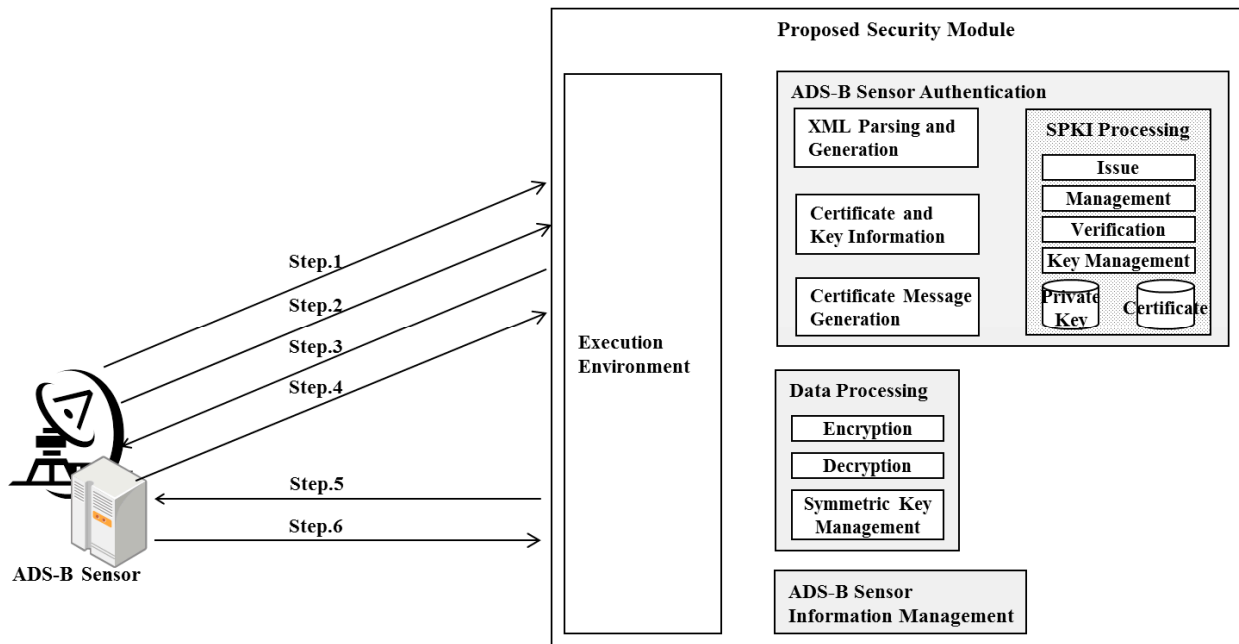 Proposed Security Module
ADS-B Sensor Authentication
XML Parsing and
Generation
SPKI Processing
Issue
Management
Verification
Key Management
Private
Key
Certificate
Certificate and
Key Information
Certificate Message
Generation
Step.1
Step.2
Step.3
Step.4
Step.5
Step.6
Execution
Environment
Data Processing
Encryption
Decryption
Symmetric Key
Management
ADS-B Sensor
ADS-B Sensor
Information Management